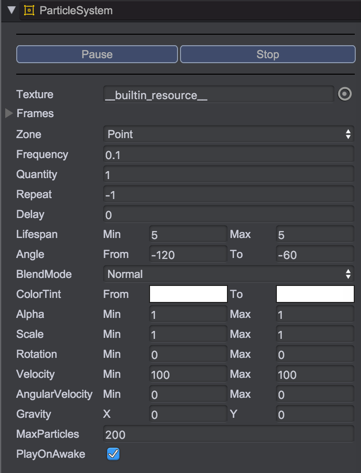 ParticleSystem
Pause Stop
Texture __builtin_resource__
Frames
Zone Point
Frequency 0.1
Quantity 1
Repeat -1
Delay 0
Lifespan Min 5 Max 5
Angle From -120 To -60
BlendMode Normal
ColorTint From To
Alpha Min 1 Max 1
Scale Min 1 Max 1
Rotation Min 0 Max 0
Velocity Min 100 Max 100
AngularVelocity Min 0 Max 0
Gravity X 0 Y 0
MaxParticles 200
PlayOnAwake